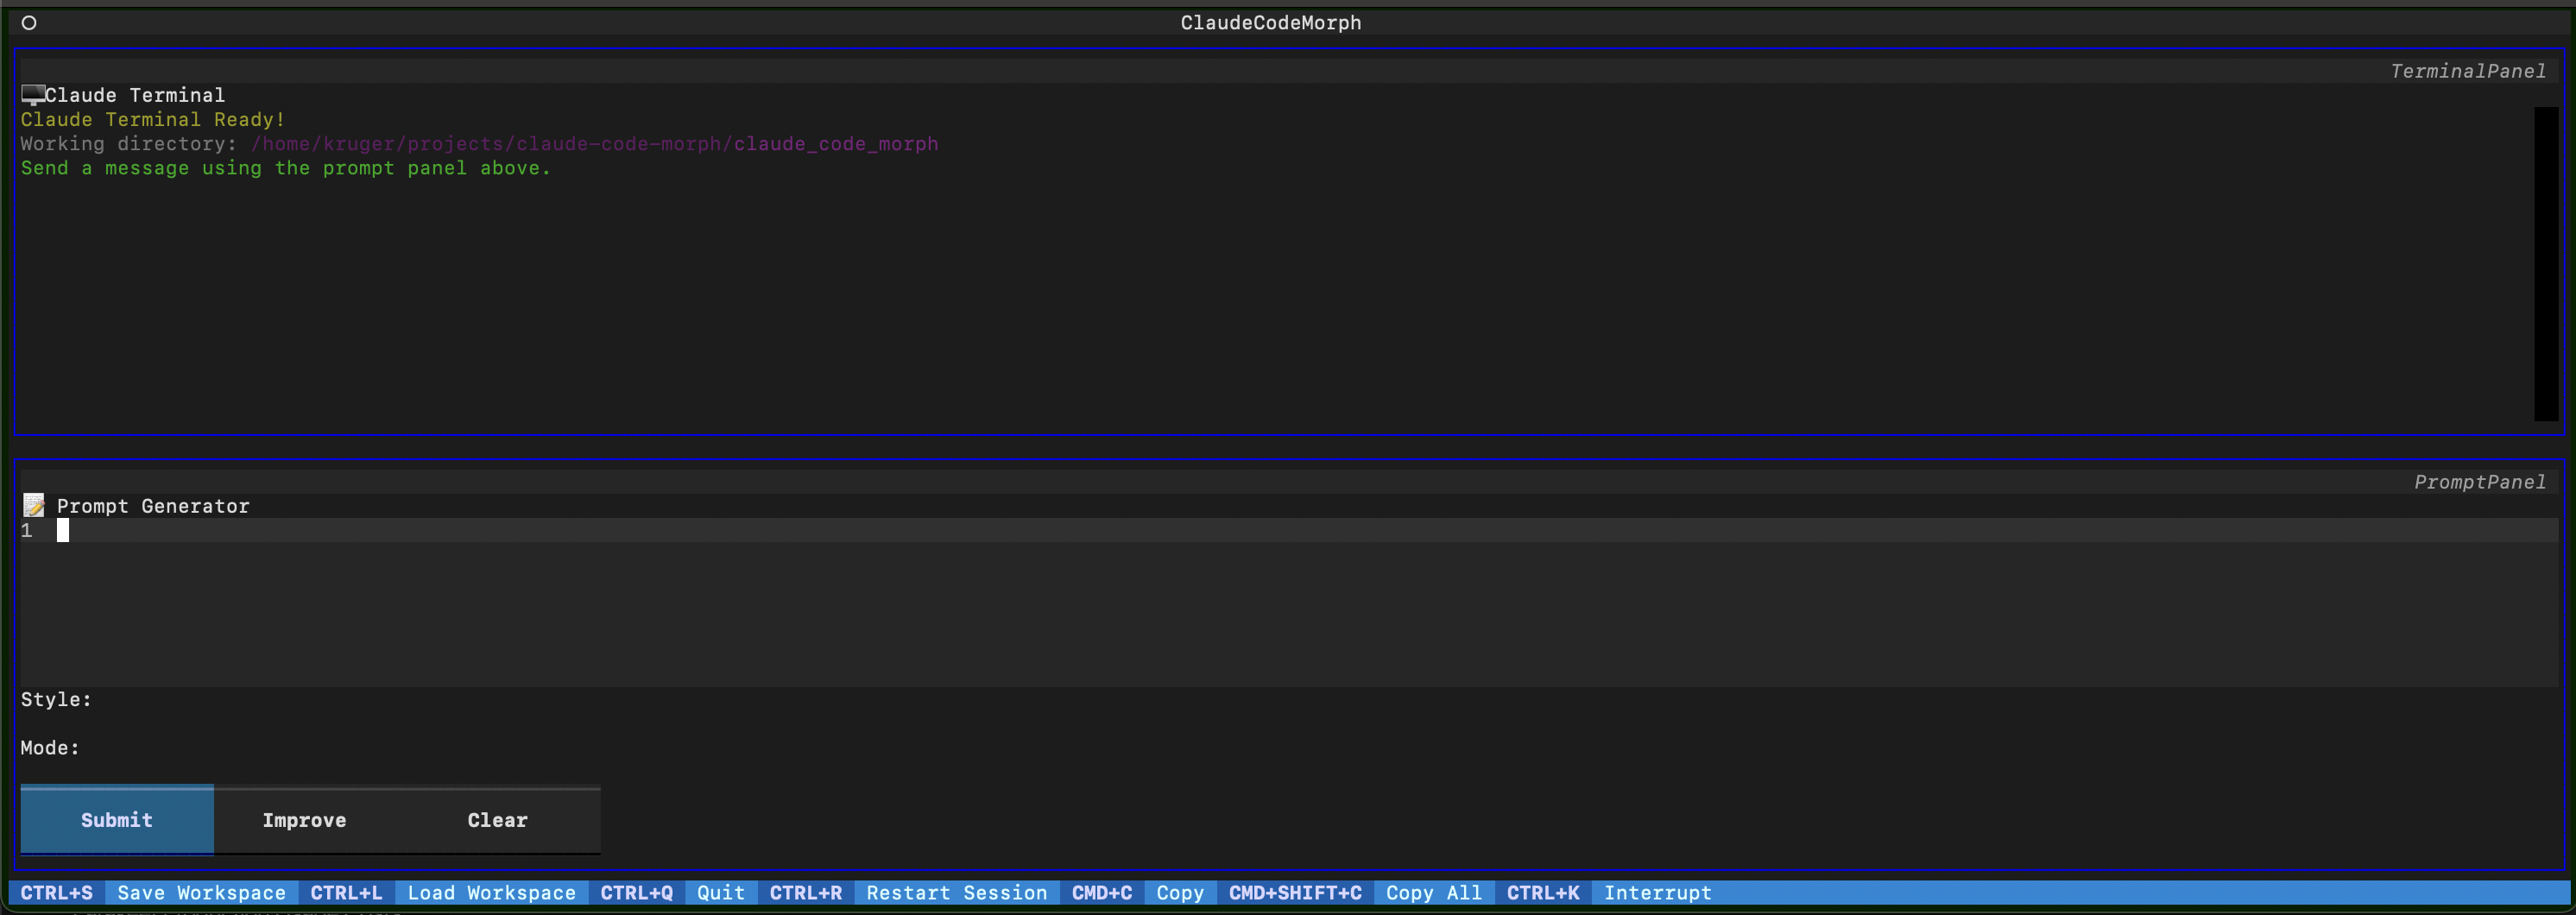 ClaudeCodeMorph
TerminalPanel
Claude Terminal
Claude Terminal Ready!
Working directory: /home/kruger/projects/claude-code-morph/claude_code_morph
Send a message using the prompt panel above.
PromptPanel
Prompt Generator
1
Style:
Mode:
Submit Improve Clear
CTRL+S Save Workspace CTRL+L Load Workspace CTRL+Q Quit CTRL+R Restart Session CMD+C Copy CMD+SHIFT+C Copy All CTRL+K Interrupt